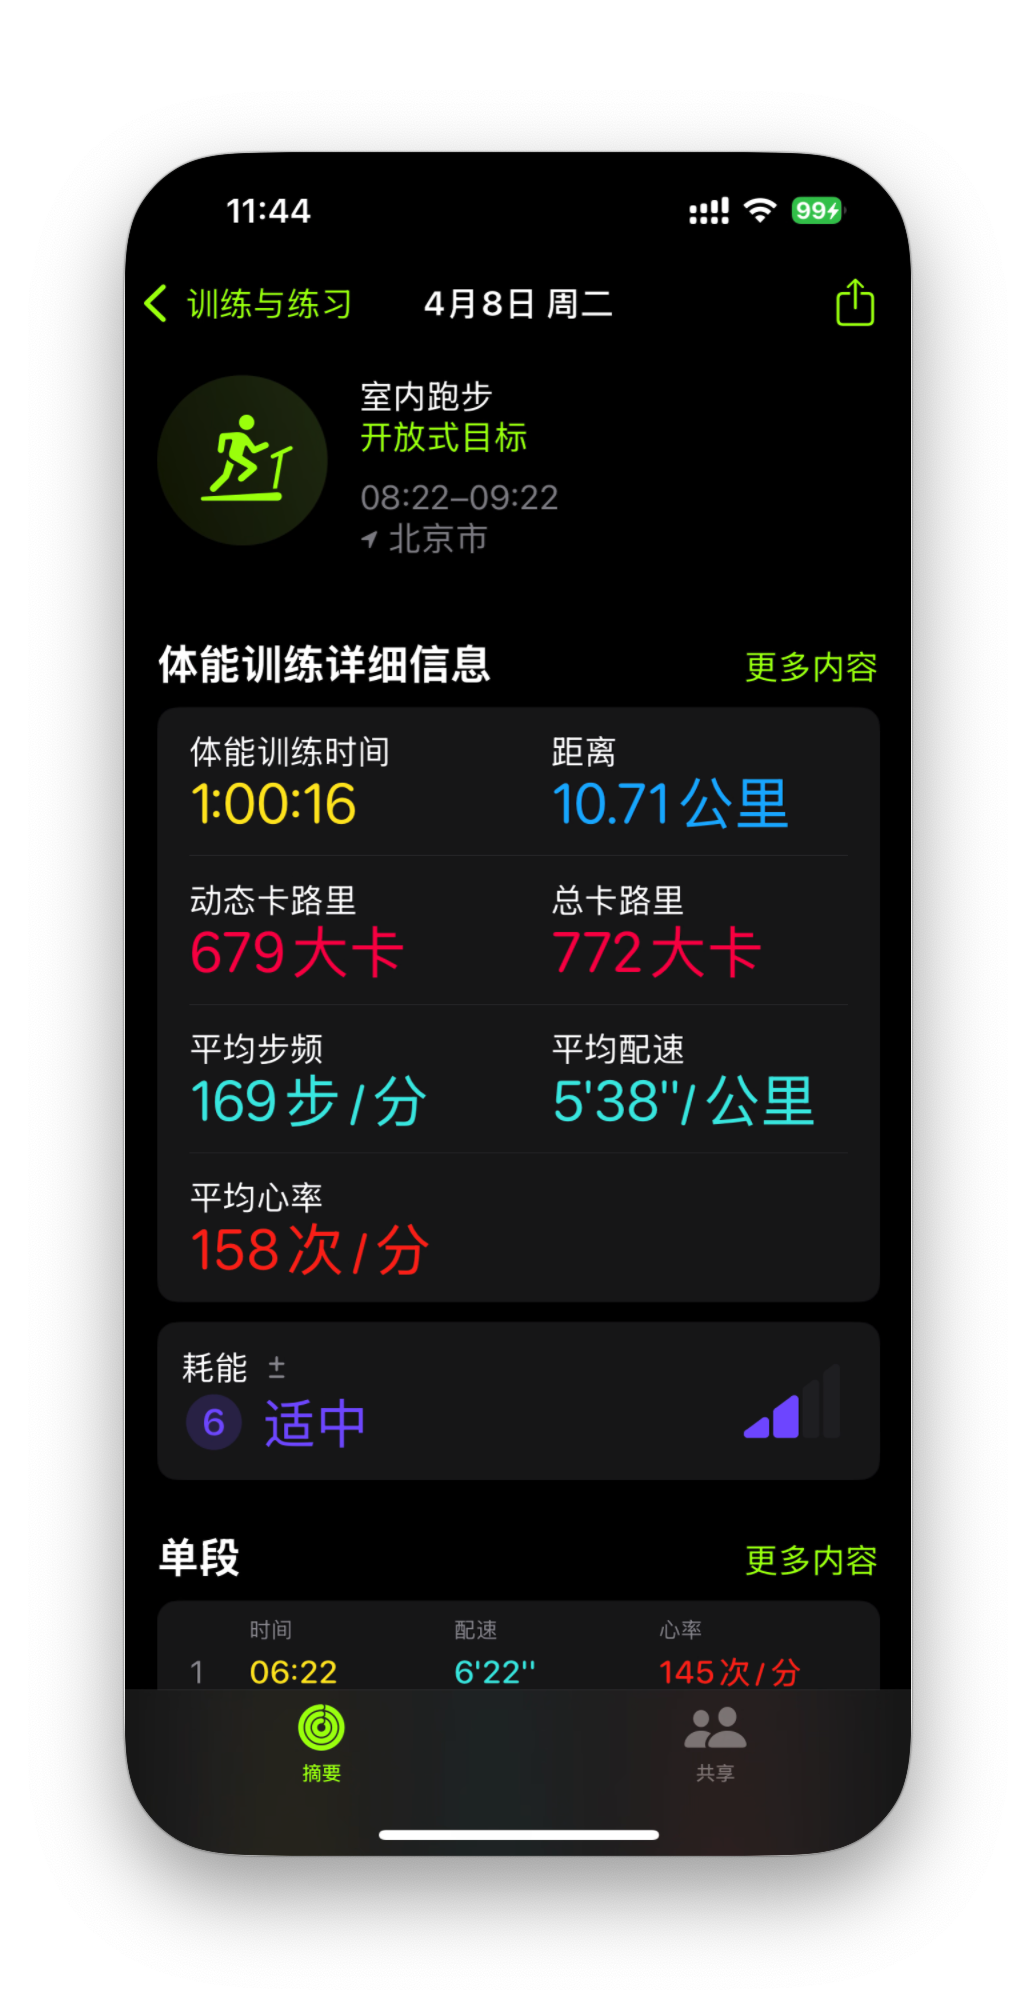 11:44
99
训练与练习
4月8日 周二
室内跑步
开放式目标
08:22–09:22
北京市
体能训练详细信息
更多内容
体能训练时间
距离
1:00:16
10.71公里
动态卡路里
总卡路里
679大卡
772大卡
平均步频
平均配速
169步/分
5'38"/公里
平均心率
158次/分
耗能 ±
6 适中
单段
更多内容
时间 配速 心率
1 06:22 6'22" 145次/分
摘要
共享